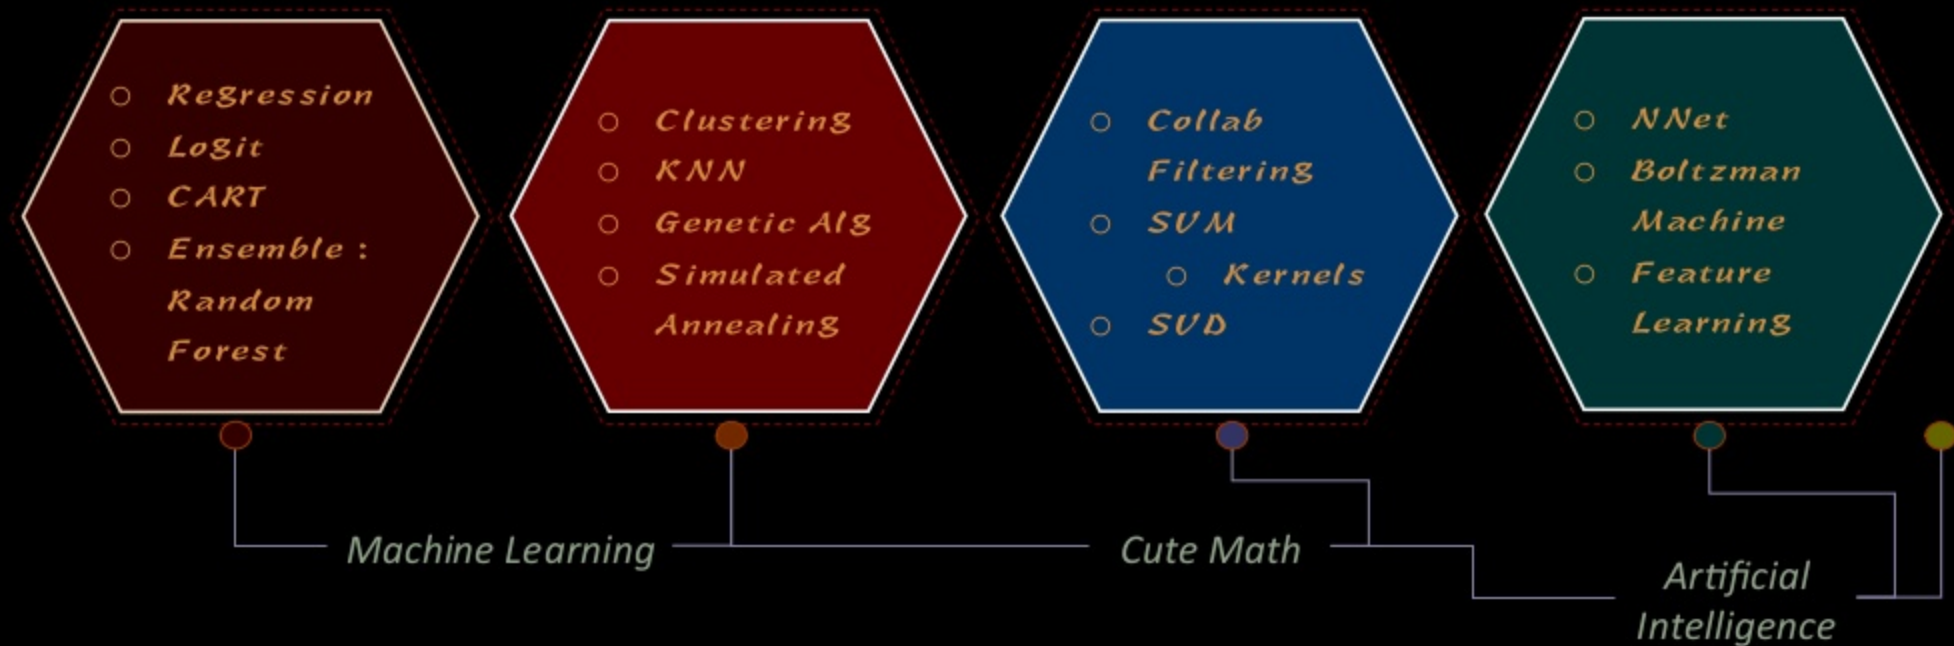 Regression
Logit
CART
Ensemble :
Random
Forest
Clustering
KNN
Genetic Alg
Simulated
Annealing
Collab
Filtering
SVM
Kernels
SVD
NNet
Boltzman
Machine
Feature
Learning
Machine Learning
Cute Math
Artificial
Intelligence